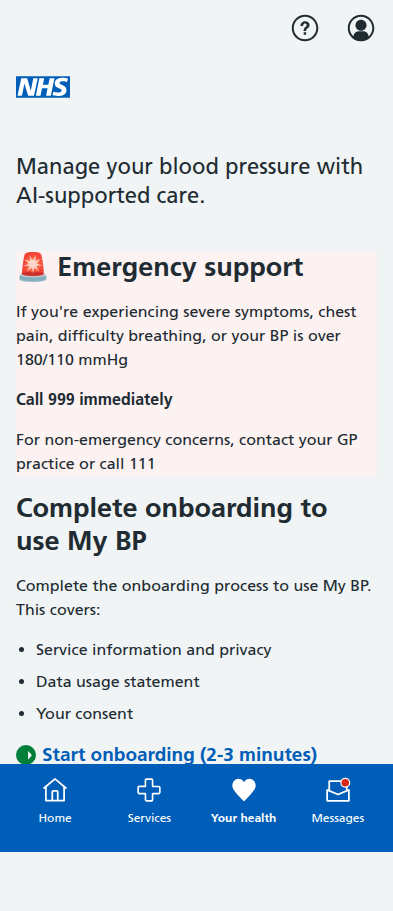 NHS
Manage your blood pressure with
AI-supported care.
🚨 Emergency support
If you're experiencing severe symptoms, chest
pain, difficulty breathing, or your BP is over
180/110 mmHg
Call 999 immediately
For non-emergency concerns, contact your GP
practice or call 111
Complete onboarding to
use My BP
Complete the onboarding process to use My BP.
This covers:
• Service information and privacy
• Data usage statement
• Your consent
Start onboarding (2-3 minutes)
Home Services Your health Messages